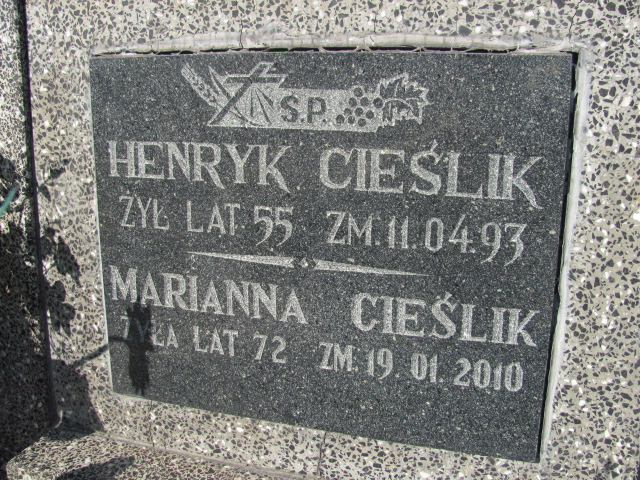 Ś.P.
HENRYK CIEŚLIK
ŻYŁ LAT 55 ZM. 11.04.93
MARIANNA CIEŚLIK
ŻYŁA LAT 72 ZM. 19.01.2010